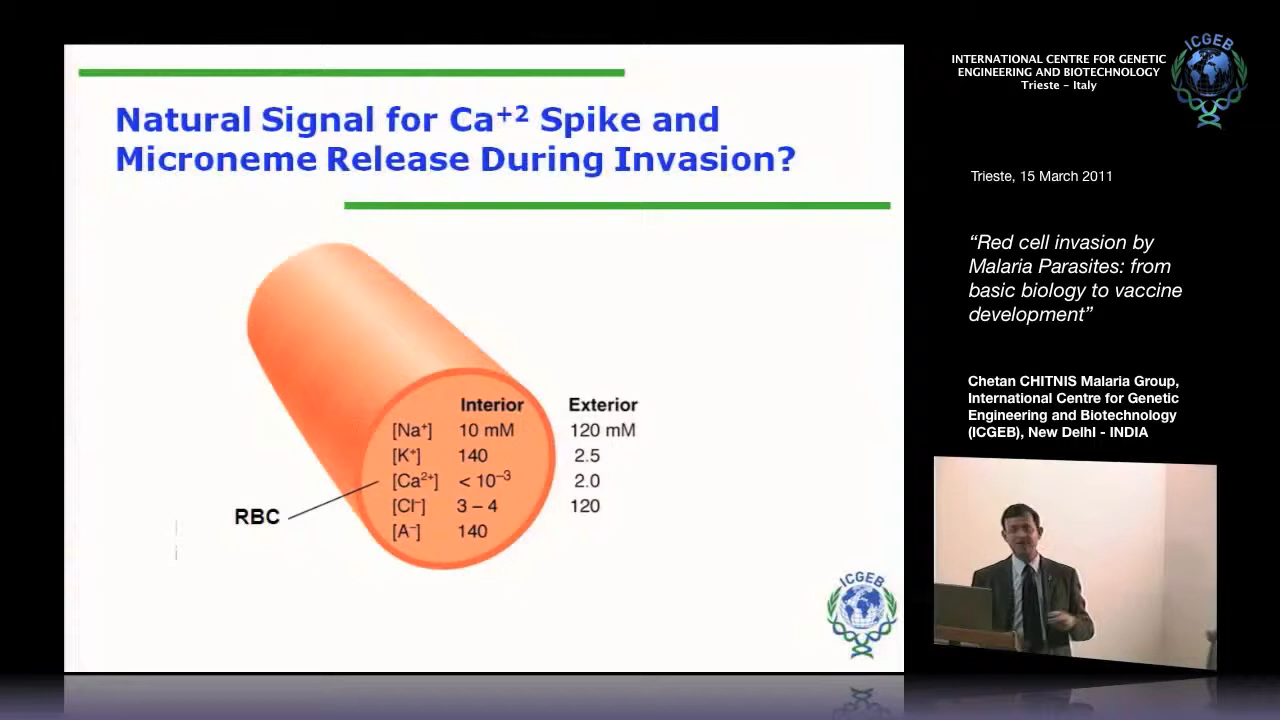 Natural Signal for Ca+2 Spike and
Microneme Release During Invasion?
Interior Exterior
[Na+] 10 mM 120 mM
[K+] 140 2.5
[Ca2+] < 10–3 2.0
[Cl–] 3 – 4 120
[A–] 140
RBC
ICGEB
INTERNATIONAL CENTRE FOR GENETIC
ENGINEERING AND BIOTECHNOLOGY
Trieste – Italy
ICGEB
Trieste, 15 March 2011
“Red cell invasion by
Malaria Parasites: from
basic biology to vaccine
development”
Chetan CHITNIS Malaria Group,
International Centre for Genetic
Engineering and Biotechnology
(ICGEB), New DelhI - INDIA